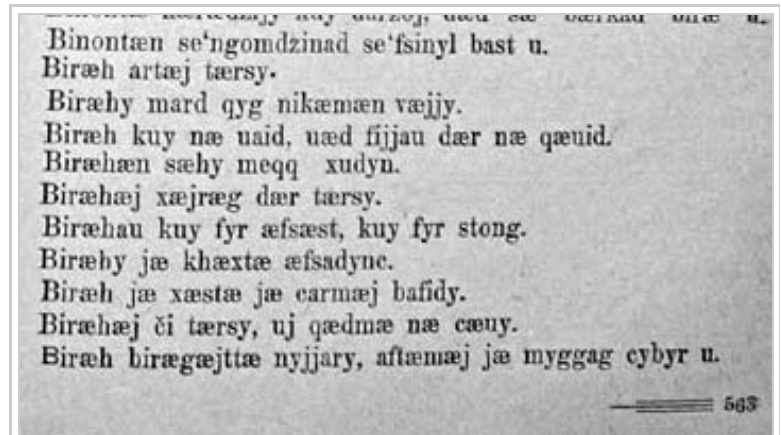 Binontæn se‘ngomdzinad se‘fsinyl bast u.
Biræh artæj tærsy.
Biræhy mard qyg nikæmæn væjjy.
Biræh kuy næ uaid, uæd fijjau dær næ qæuid.
Biræhæn sæhy meqq xudyn.
Biræhæj xæjræg dær tærsy.
Biræhau kuy fyr æfsæst, kuy fyr stong.
Biræhy jæ khæxtæ æfsadync.
Biræh jæ xæstæ jæ carmæj bafidy.
Biræhæj či tærsy, uj qædmæ næ cæuy.
Biræh birægæjttæ nyjjary, aftæmæj jæ myggag cybyr u.
563